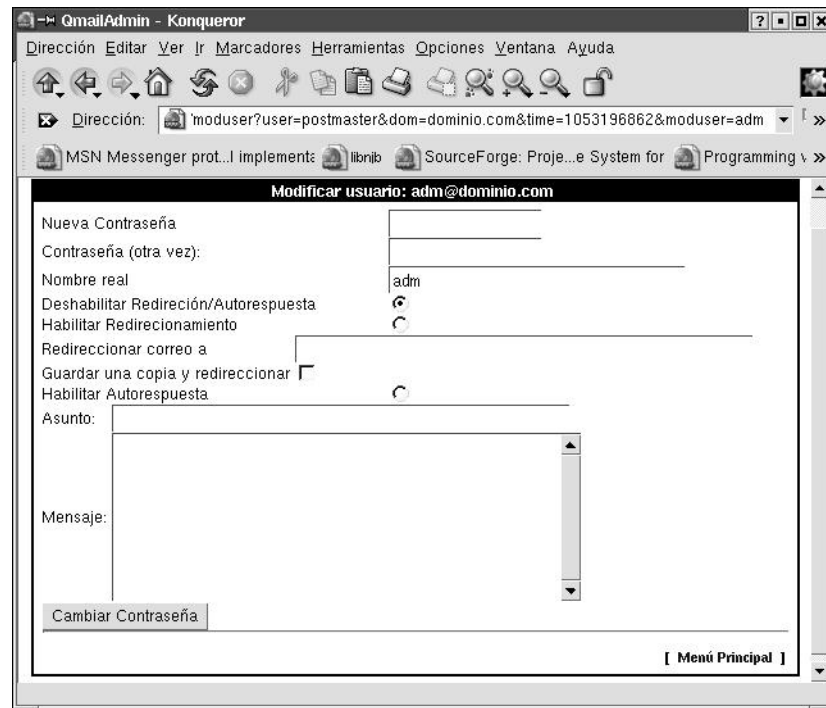 QmailAdmin - Konqueror
Dirección Editar Ver Ir Marcadores Herramientas Opciones Ventana Ayuda
Dirección: 'moduser?user=postmaster&dom=dominio.com&time=1053196862&moduser=adm
MSN Messenger prot...l implementa libnjb SourceForge: Proje...e System for Programming v »
Modificar usuario: adm@dominio.com
Nueva Contraseña
Contraseña (otra vez):
Nombre real adm
Deshabilitar Redireción/Autorespuesta
Habilitar Redirecionamiento
Redireccionar correo a
Guardar una copia y redireccionar
Habilitar Autorespuesta
Asunto:
Mensaje:
Cambiar Contraseña
[ Menú Principal ]